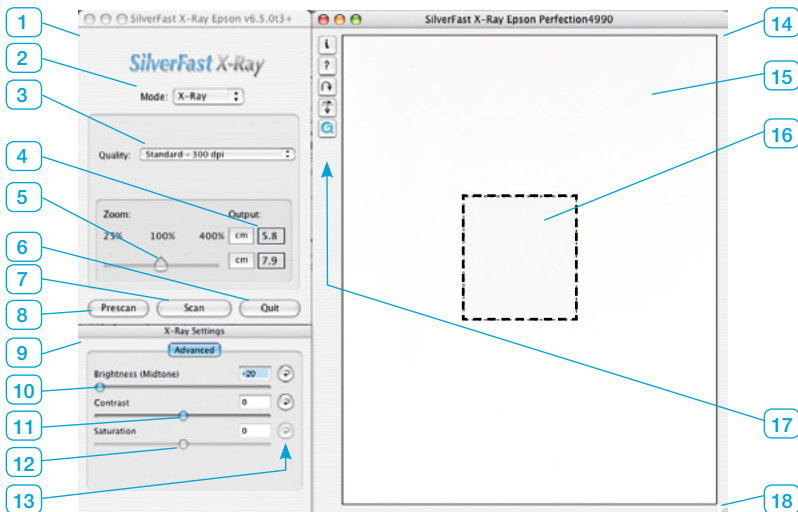 SilverFast X-Ray Epson v6.5.0t3+
SilverFast X-Ray Epson Perfection4990
1
2
3
4
5
6
7
8
9
10
11
12
13
SilverFast X-Ray
Mode: X-Ray
Quality: Standard - 300 dpi
Zoom: Output:
25% 100% 400% cm 5.8
cm 7.9
Prescan Scan Quit
X-Ray Settings
Advanced
Brightness (Midtone) -20
Contrast 0
Saturation 0
i
?
14
15
16
17
18